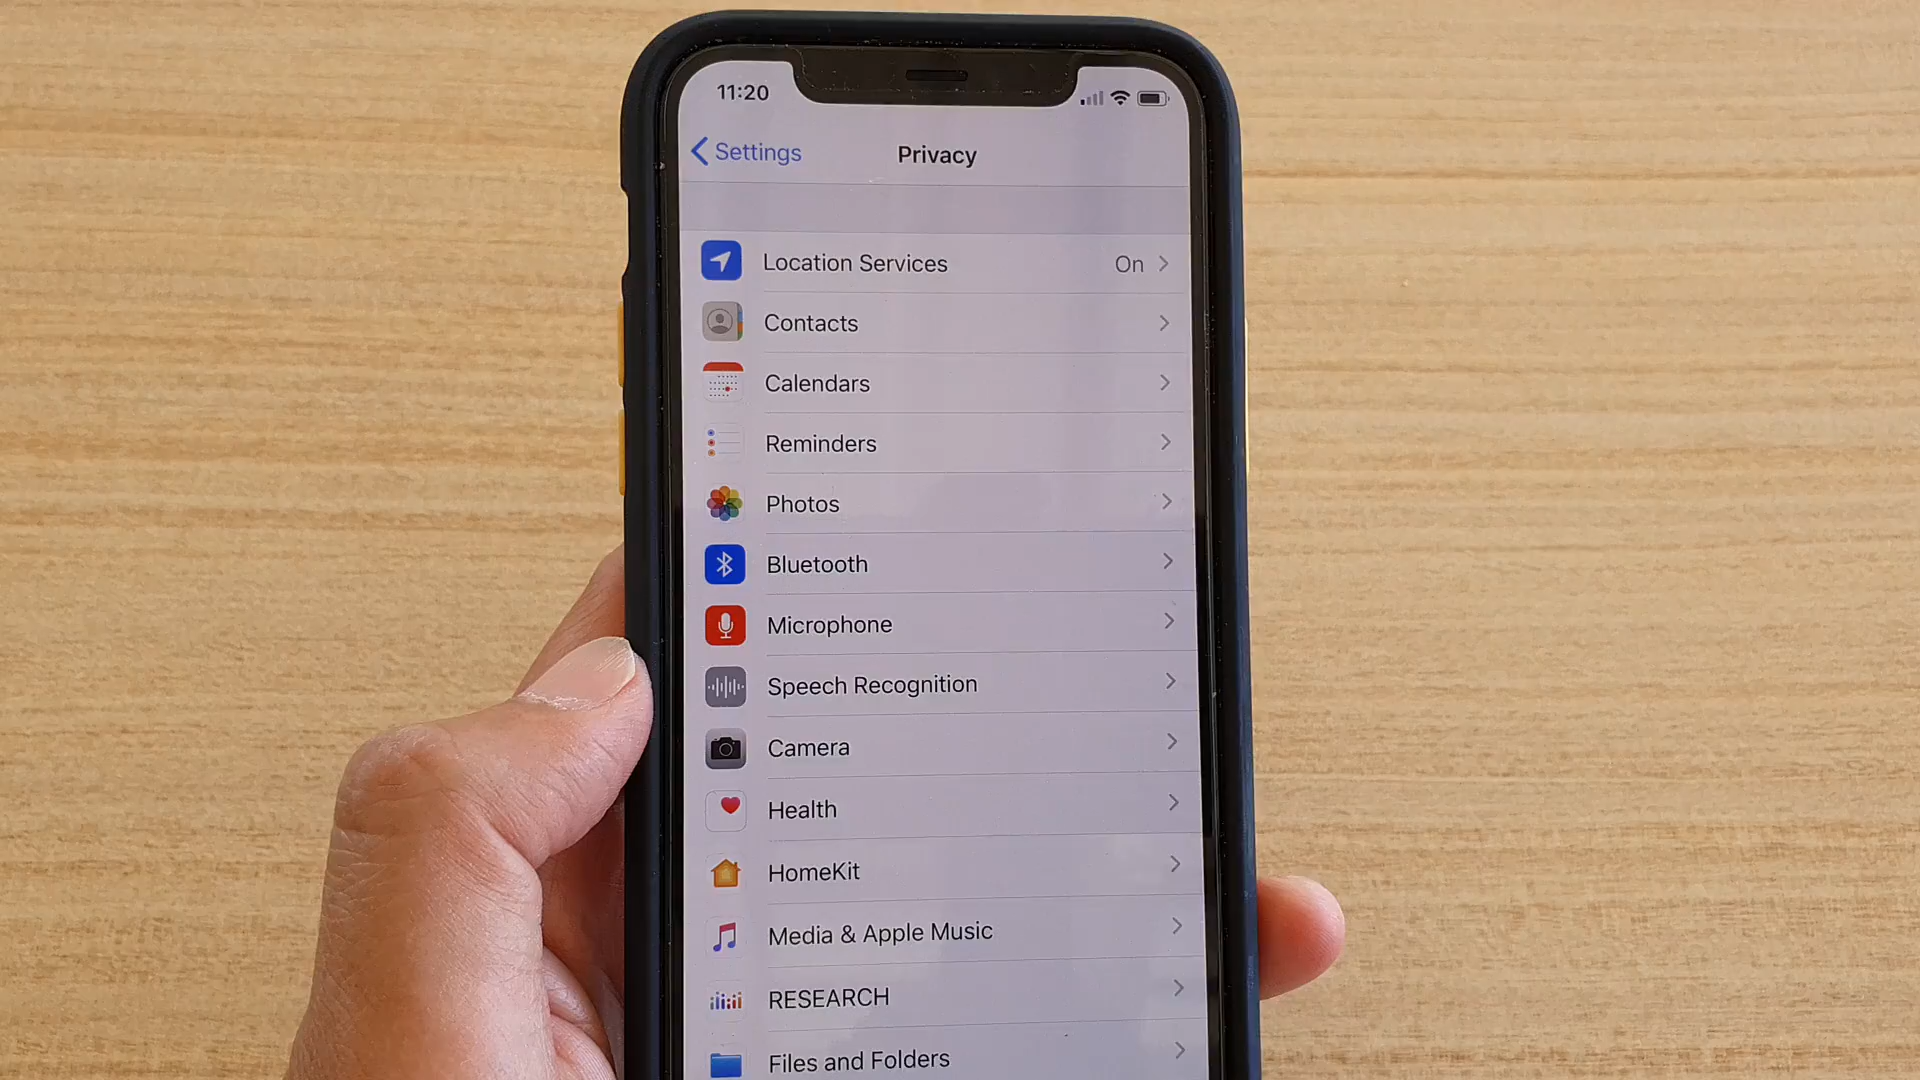 11:20
Settings
Privacy
Location Services On
Contacts
Calendars
Reminders
Photos
Bluetooth
Microphone
Speech Recognition
Camera
Health
HomeKit
Media & Apple Music
RESEARCH
Files and Folders